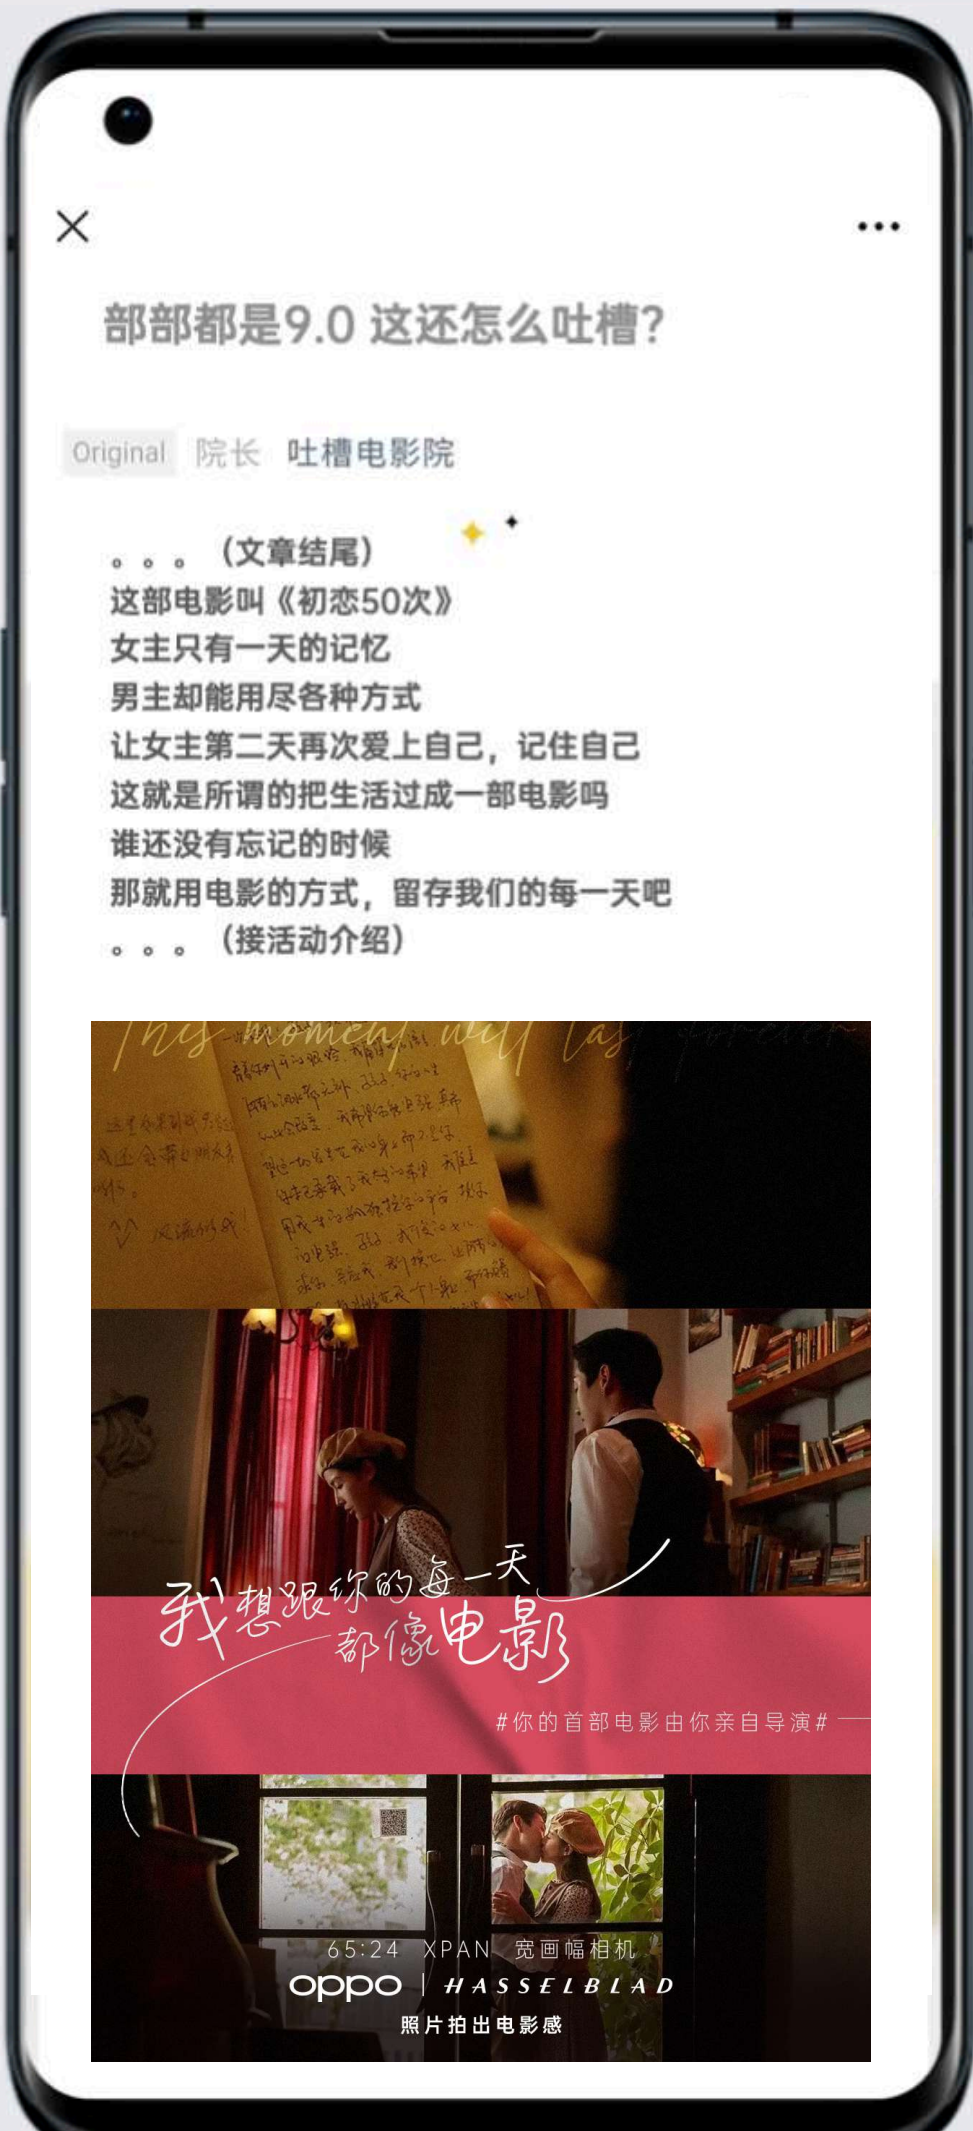 部部都是9.0 这还怎么吐槽?
Original 院长 吐槽电影院
。。。（文章结尾）
这部电影叫《初恋50次》
女主只有一天的记忆
男主却能用尽各种方式
让女主第二天再次爱上自己，记住自己
这就是所谓的把生活过成一部电影吗
谁还没有忘记的时候
那就用电影的方式，留存我们的每一天吧
。。。（接活动介绍）
This moment will last forever
我想跟你的每一天
都像电影
#你的首部电影由你亲自导演#
65:24 XPAN 宽画幅相机
oppo | HASSELBLAD
照片拍出电影感